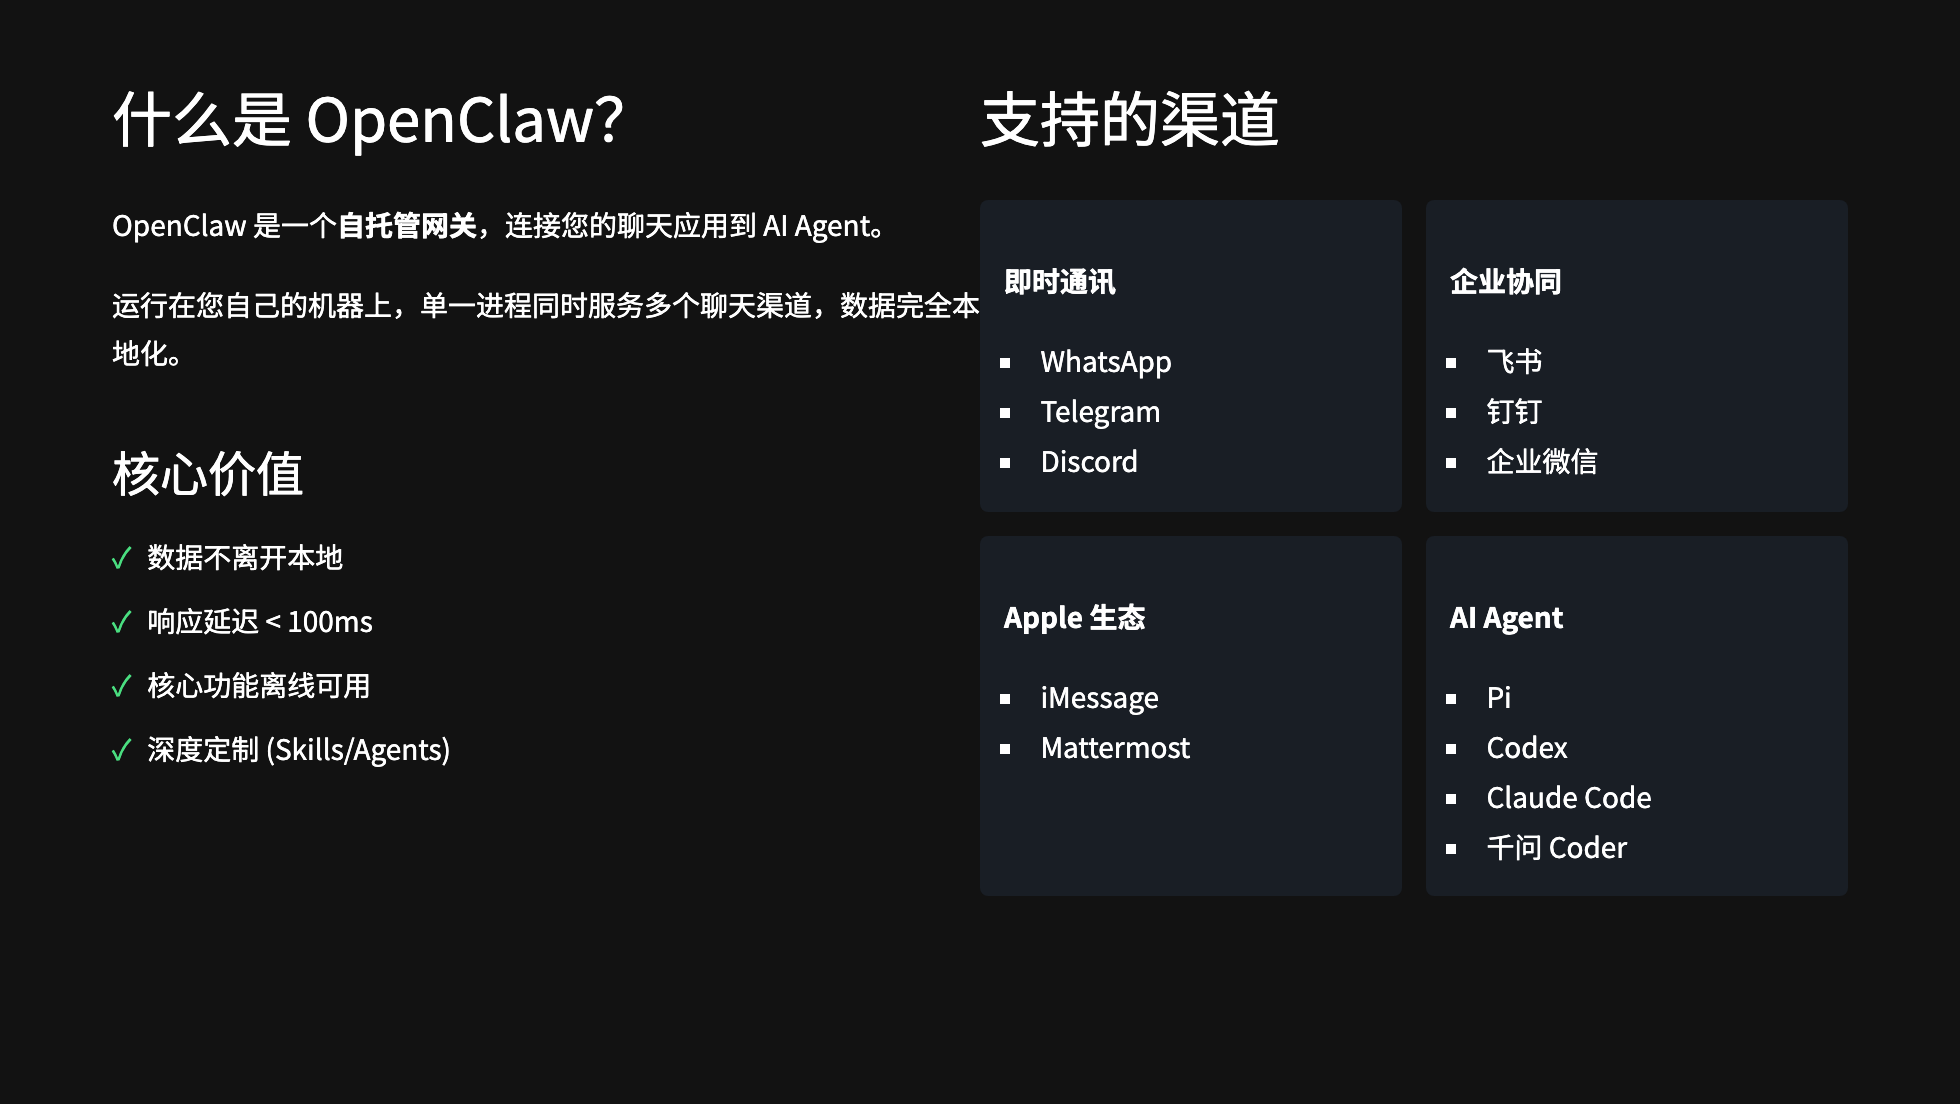 什么是 OpenClaw？
OpenClaw 是一个自托管网关，连接您的聊天应用到 AI Agent。
运行在您自己的机器上，单一进程同时服务多个聊天渠道，数据完全本
地化。
核心价值
✓ 数据不离开本地
✓ 响应延迟 < 100ms
✓ 核心功能离线可用
✓ 深度定制 (Skills/Agents)
支持的渠道
即时通讯
▪ WhatsApp
▪ Telegram
▪ Discord
企业协同
▪ 飞书
▪ 钉钉
▪ 企业微信
Apple 生态
▪ iMessage
▪ Mattermost
AI Agent
▪ Pi
▪ Codex
▪ Claude Code
▪ 千问 Coder